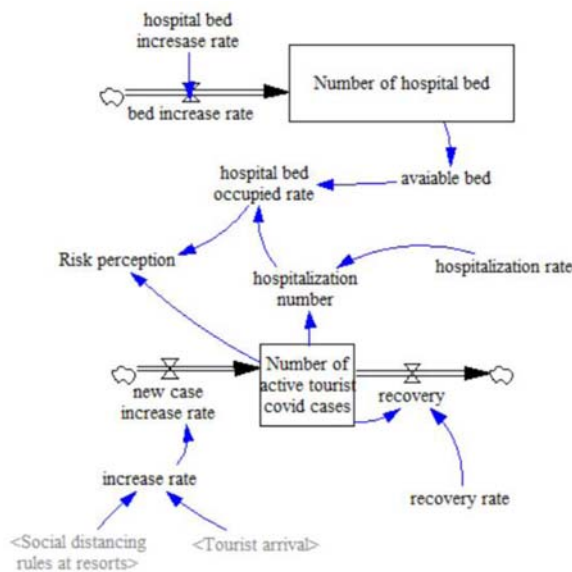 hospital bed
incresase rate
Number of hospital bed
bed increase rate
hospital bed
occupied rate
avaiable bed
Risk perception
hospitalization
number
hospitalization rate
Number of
active tourist
covid cases
new case
increase rate
recovery
increase rate
recovery rate
<Social distancing
rules at resorts>
<Tourist arrival>